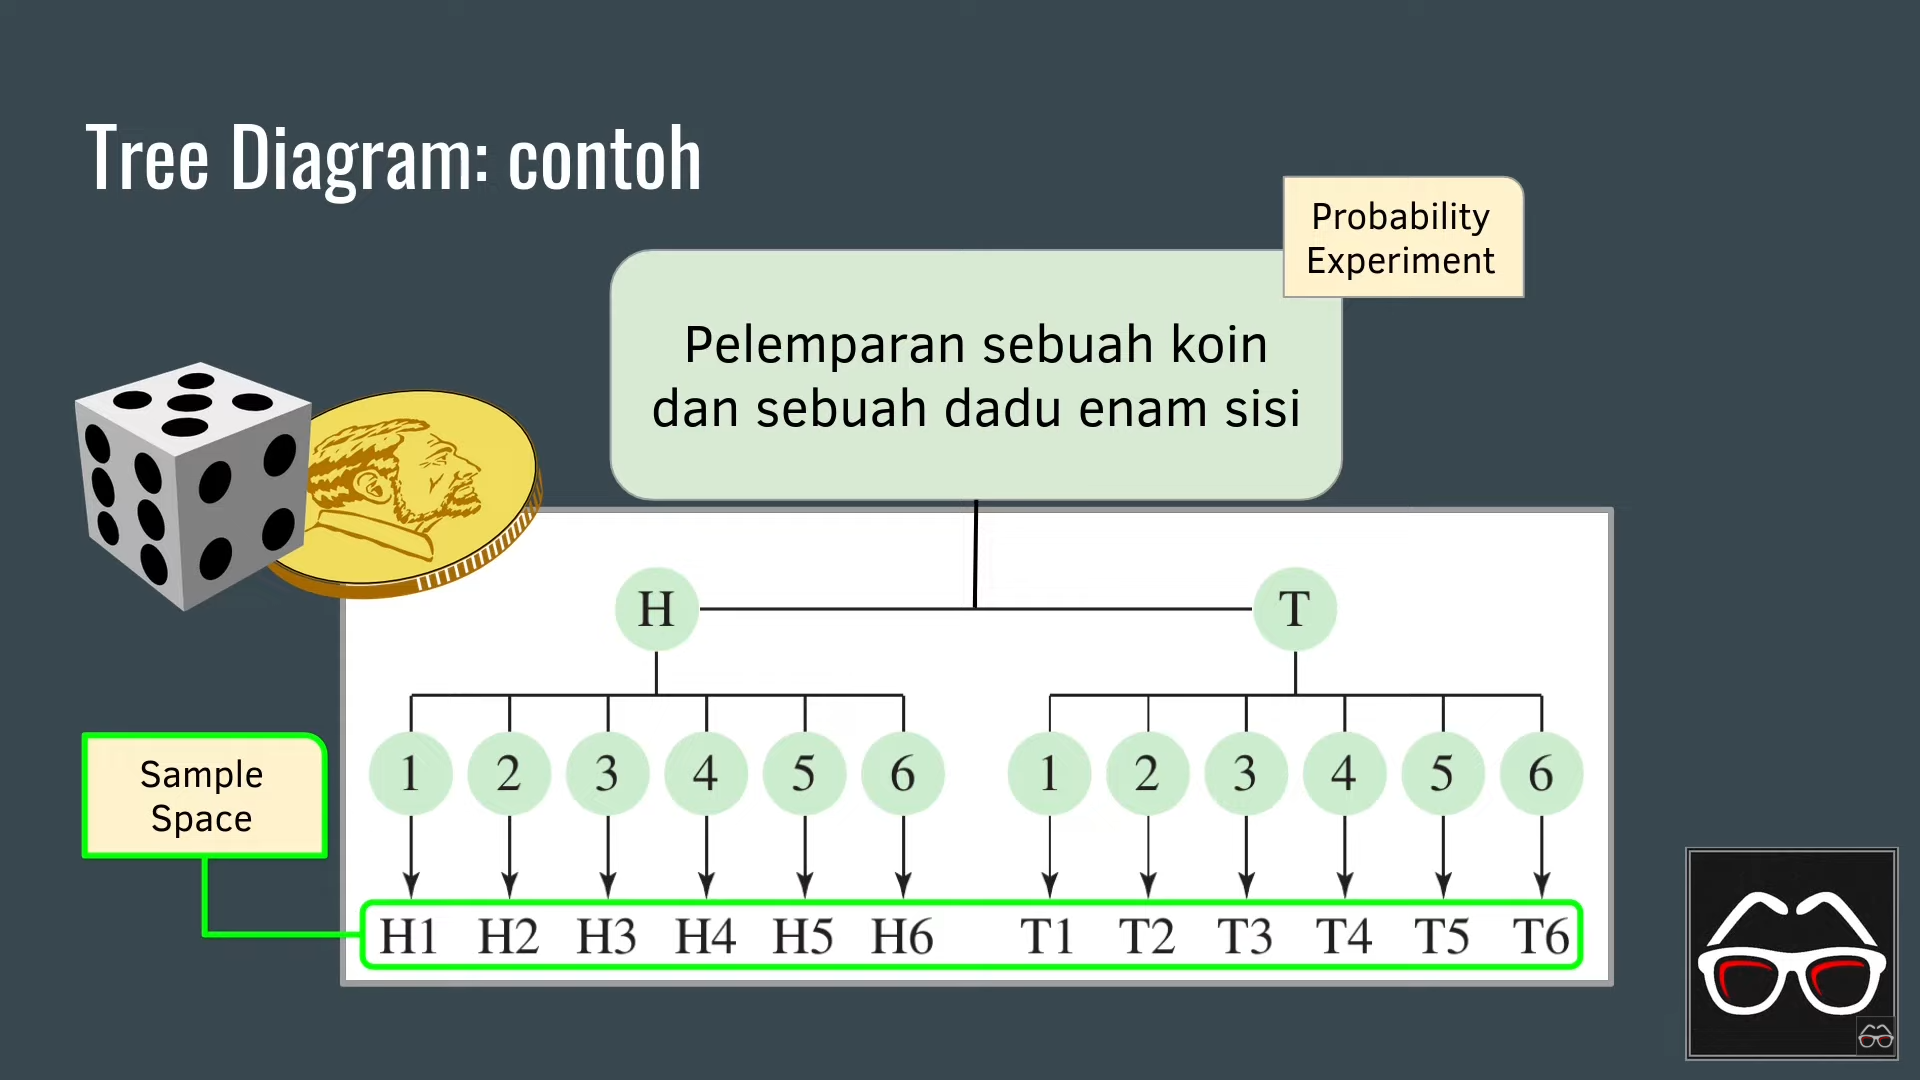 Tree Diagram: contoh
Probability
Experiment
Pelemparan sebuah koin
dan sebuah dadu enam sisi
H T
1 2 3 4 5 6 1 2 3 4 5 6
Sample
Space
H1 H2 H3 H4 H5 H6 T1 T2 T3 T4 T5 T6